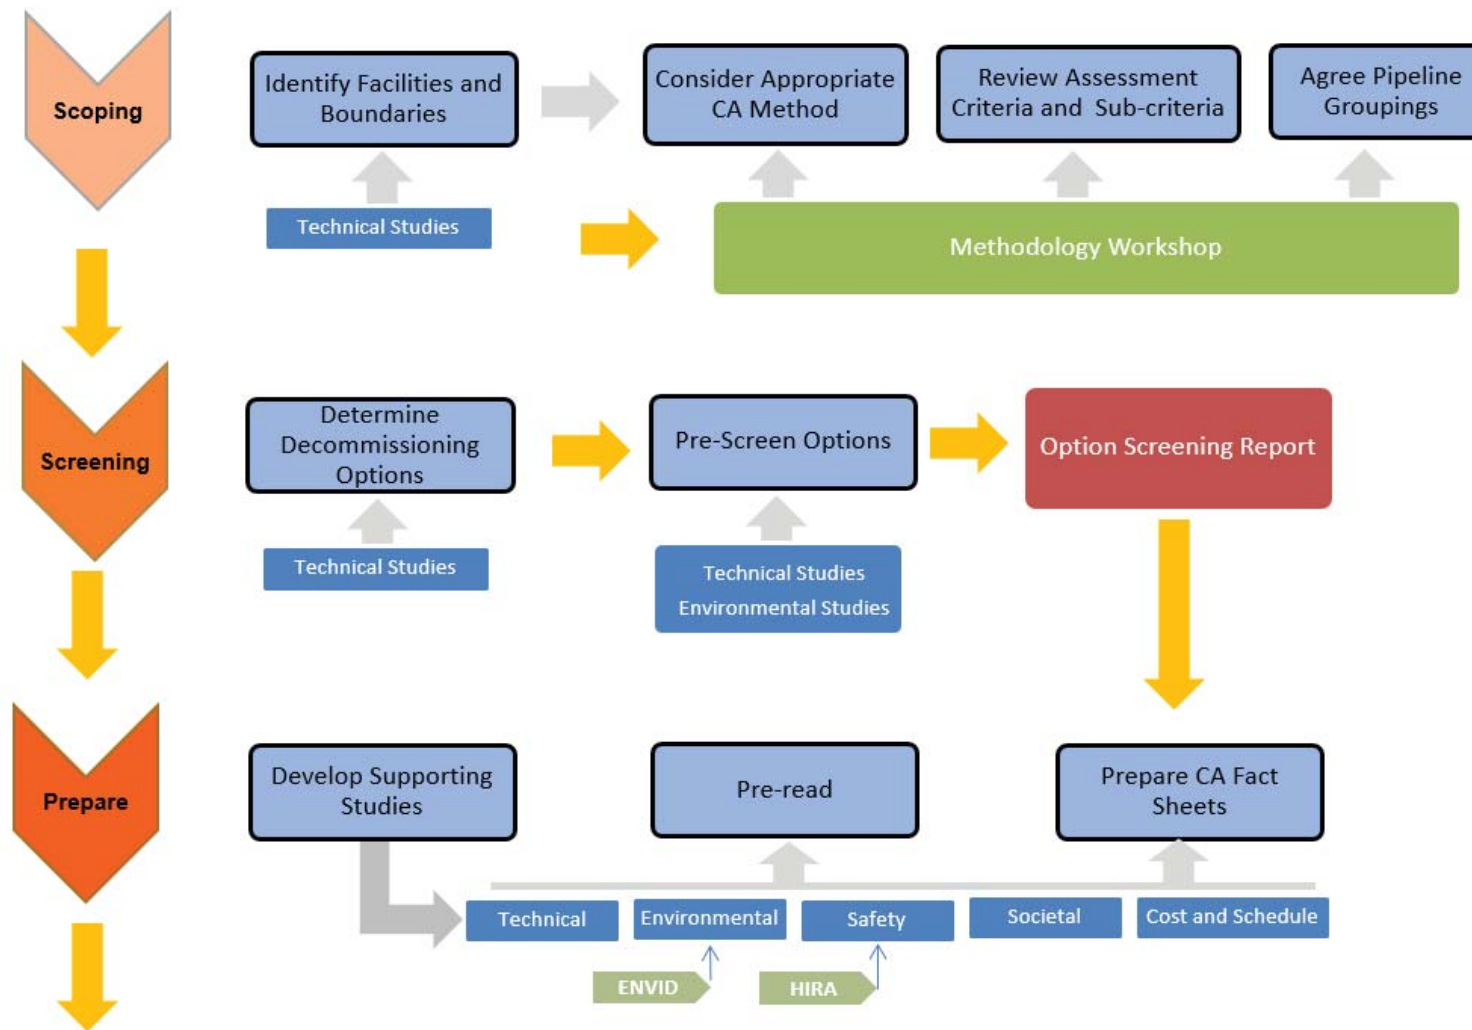 Scoping
Identify Facilities and
Boundaries
Consider Appropriate
CA Method
Review Assessment
Criteria and Sub-criteria
Agree Pipeline
Groupings
Technical Studies
Methodology Workshop
Screening
Determine
Decommissioning
Options
Pre-Screen Options
Option Screening Report
Technical Studies
Technical Studies
Environmental Studies
Prepare
Develop Supporting
Studies
Pre-read
Prepare CA Fact
Sheets
Technical
Environmental
Safety
Societal
Cost and Schedule
ENVID
HIRA